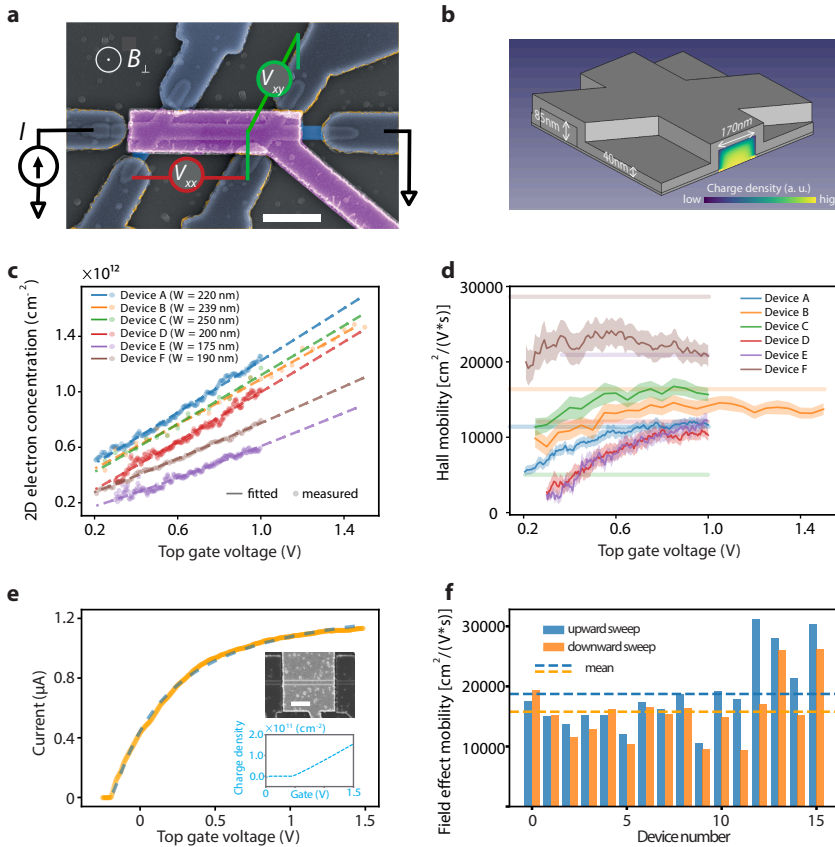 a
B⊥
I
Vxy
Vxx
b
85nm
170nm
40nm
Charge density (a. u.)
low
high
c
×10¹²
2D electron concentration (cm⁻²)
1.4
1.0
0.6
0.2
Device A (W = 220 nm)
Device B (W = 239 nm)
Device C (W = 250 nm)
Device D (W = 200 nm)
Device E (W = 175 nm)
Device F (W = 190 nm)
fitted
measured
0.2
0.6
1.0
1.4
Top gate voltage (V)
d
Hall mobility [cm²/(V*s)]
30000
20000
10000
0
Device A
Device B
Device C
Device D
Device E
Device F
0.2
0.6
1.0
1.4
Top gate voltage (V)
e
Current (μA)
1.2
0.8
0.4
0
×10¹¹ (cm⁻²)
Charge density
2.0
1.0
0.0
0
1.5
Gate (V)
0
0.5
1.0
1.5
Top gate voltage (V)
f
Field effect mobility [cm²/(V*s)]
30000
20000
10000
upward sweep
downward sweep
mean
0
5
10
15
Device number